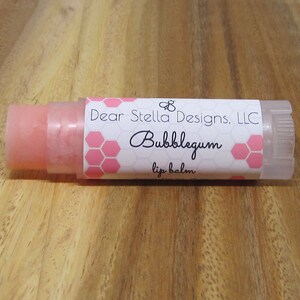 Dear Stella Designs, LLC
Bubblegum
lip balm